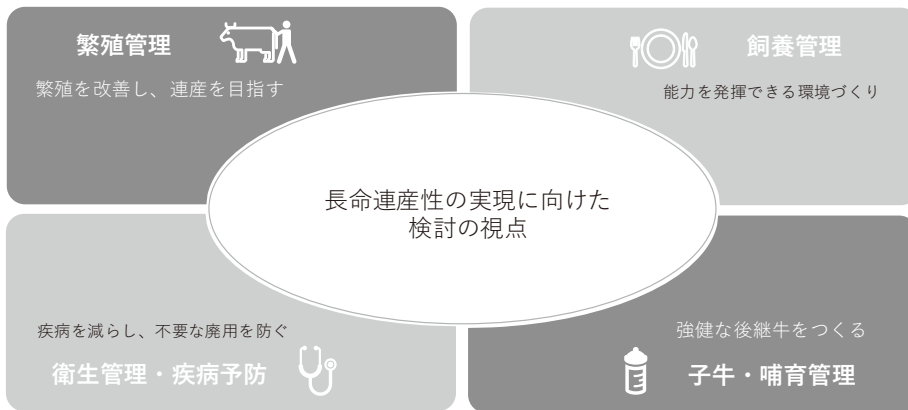 繁殖管理
繁殖を改善し、連産を目指す
飼養管理
能力を発揮できる環境づくり
長命連産性の実現に向けた
検討の視点
疾病を減らし、不要な廃用を防ぐ
衛生管理・疾病予防
強健な後継牛をつくる
子牛・哺育管理